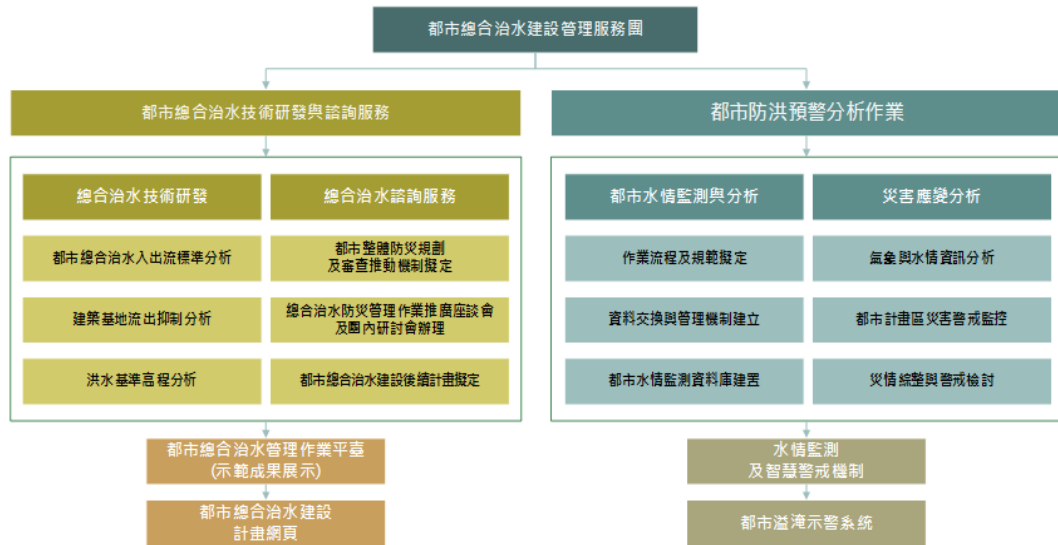 都市總合治水建設管理服務團
都市總合治水技術研發與諮詢服務
都市防洪預警分析作業
總合治水技術研發
總合治水諮詢服務
都市水情監測與分析
災害應變分析
都市總合治水入出流標準分析
都市整體防災規劃
及審查推動機制擬定
作業流程及規範擬定
氣象與水情資訊分析
建築基地流出抑制分析
總合治水防災管理作業推廣座談會
及團內研討會辦理
資料交換與管理機制建立
都市計畫區災害警戒監控
洪水基準高程分析
都市總合治水建設後續計畫擬定
都市水情監測資料庫建置
災情綜整與警戒檢討
都市總合治水管理作業平臺
(示範成果展示)
水情監測
及智慧警戒機制
都市總合治水建設
計畫網頁
都市溢淹示警系統